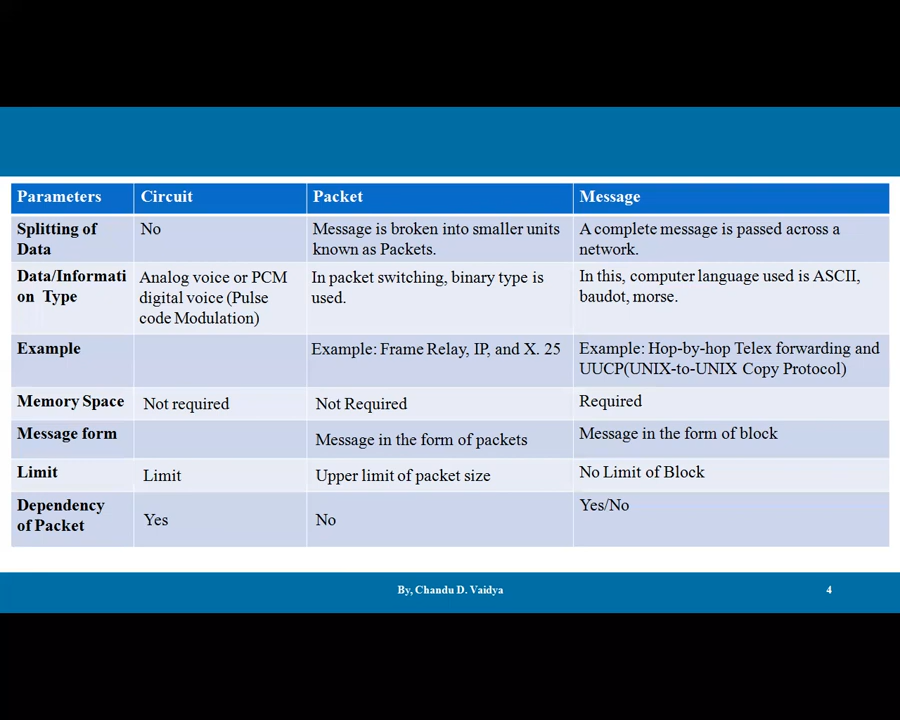 Parameters Circuit Packet Message
Splitting of Data No Message is broken into smaller units known as Packets. A complete message is passed across a network.
Data/Informati on Type Analog voice or PCM digital voice (Pulse code Modulation) In packet switching, binary type is used. In this, computer language used is ASCII, baudot, morse.
Example Example: Frame Relay, IP, and X. 25 Example: Hop-by-hop Telex forwarding and UUCP(UNIX-to-UNIX Copy Protocol)
Memory Space Not required Not Required Required
Message form Message in the form of packets Message in the form of block
Limit Limit Upper limit of packet size No Limit of Block
Dependency of Packet Yes No Yes/No
By, Chandu D. Vaidya 4